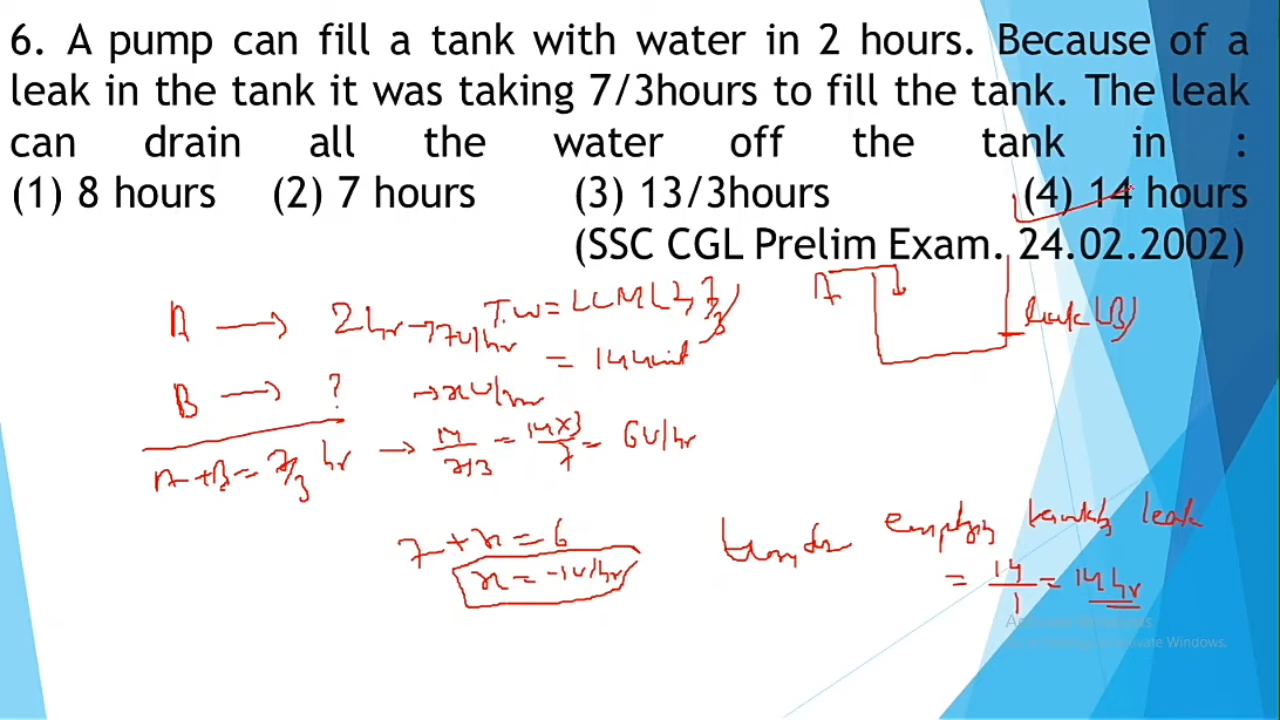 6. A pump can fill a tank with water in 2 hours. Because of a
leak in the tank it was taking 7/3hours to fill the tank. The leak
can drain all the water off the tank in :
(1) 8 hours (2) 7 hours (3) 13/3hours (4) 14 hours
(SSC CGL Prelim Exam. 24.02.2002)
A → 2hr → 7u/hr T.W = LCM(2, 7/3)
= 14 unit
A Leak(B)
B → ? → xu/hr
A+B = 7/3 hr → 14/7/3 = 14×3/7 = 6u/hr
7+x=6
x = -1u/hr
empty leak
= 14/1 = 14hr